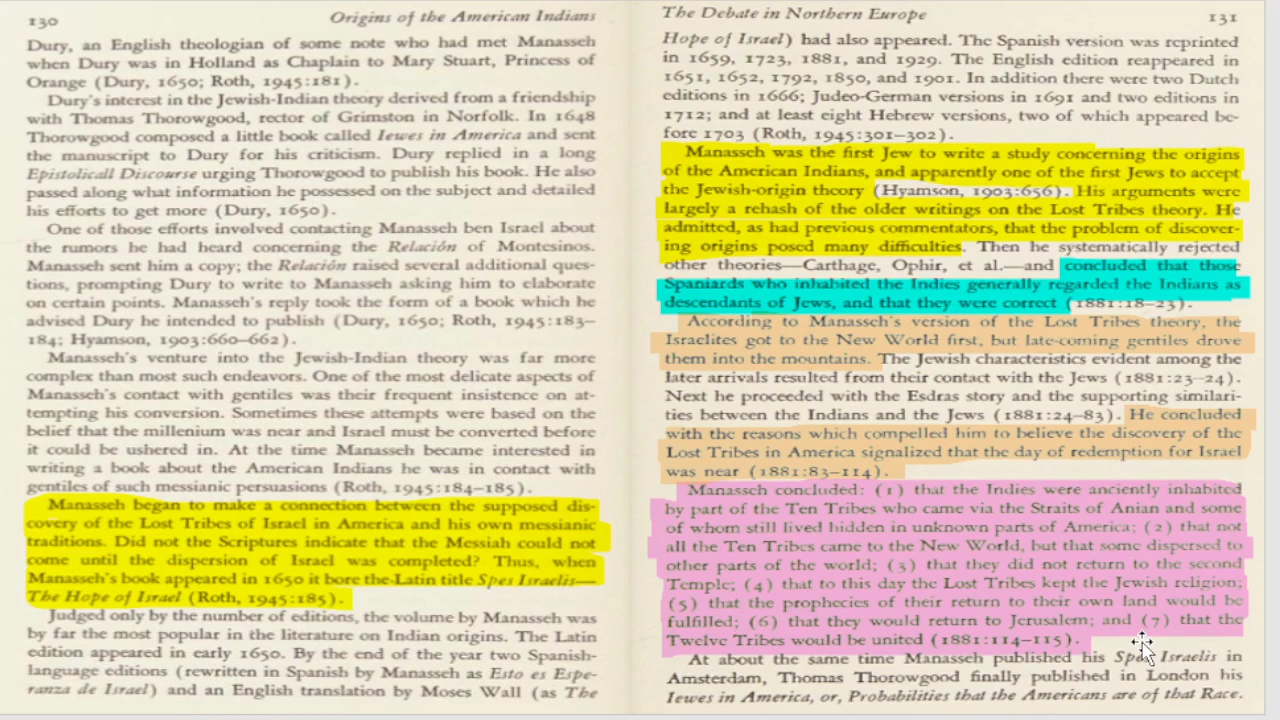 130
Origins of the American Indians
Dury, an English theologian of some note who had met Manasseh
when Dury was in Holland as Chaplain to Mary Stuart, Princess of
Orange (Dury, 1650; Roth, 1945:181).
Dury's interest in the Jewish-Indian theory derived from a friendship
with Thomas Thorowgood, rector of Grimston in Norfolk. In 1648
Thorowgood composed a little book called Iewes in America and sent
the manuscript to Dury for his criticism. Dury replied in a long
Epistolicall Discourse urging Thorowgood to publish his book. He also
passed along what information he possessed on the subject and detailed
his efforts to get more (Dury, 1650).
One of those efforts involved contacting Manasseh ben Israel about
the rumors he had heard concerning the Relación of Montesinos.
Manasseh sent him a copy; the Relación raised several additional ques-
tions, prompting Dury to write to Manasseh asking him to elaborate
on certain points. Manasseh's reply took the form of a book which he
advised Dury he intended to publish (Dury, 1650; Roth, 1945:183–
184; Hyamson, 1903:660–662).
Manasseh's venture into the Jewish-Indian theory was far more
complex than most such endeavors. One of the most delicate aspects of
Manasseh's contact with gentiles was their frequent insistence on at-
tempting his conversion. Sometimes these attempts were based on the
belief that the millenium was near and Israel must be converted before
it could be ushered in. At the time Manasseh became interested in
writing a book about the American Indians he was in contact with
gentiles of such messianic persuasions (Roth, 1945:184–185).
Manasseh began to make a connection between the supposed dis-
covery of the Lost Tribes of Israel in America and his own messianic
traditions. Did not the Scriptures indicate that the Messiah could not
come until the dispersion of Israel was completed? Thus, when
Manasseh's book appeared in 1650 it bore the Latin title Spes Israelis—
The Hope of Israel (Roth, 1945:185).
Judged only by the number of editions, the volume by Manasseh was
by far the most popular in the literature on Indian origins. The Latin
edition appeared in early 1650. By the end of the year two Spanish-
language editions (rewritten in Spanish by Manasseh as Esto es Espe-
ranza de Israel) and an English translation by Moses Wall (as The
The Debate in Northern Europe
131
Hope of Israel) had also appeared. The Spanish version was reprinted
in 1659, 1723, 1881, and 1929. The English edition reappeared in
1651, 1652, 1792, 1850, and 1901. In addition there were two Dutch
editions in 1666; Judeo-German versions in 1691 and two editions in
1712; and at least eight Hebrew versions, two of which appeared be-
fore 1703 (Roth, 1945:301–302).
Manasseh was the first Jew to write a study concerning the origins
of the American Indians, and apparently one of the first Jews to accept
the Jewish-origin theory (Hyamson, 1903:656). His arguments were
largely a rehash of the older writings on the Lost Tribes theory. He
admitted, as had previous commentators, that the problem of discover-
ing origins posed many difficulties. Then he systematically rejected
other theories—Carthage, Ophir, et al.—and concluded that those
Spaniards who inhabited the Indies generally regarded the Indians as
descendants of Jews, and that they were correct (1881:18–23).
According to Manasseh's version of the Lost Tribes theory, the
Israelites got to the New World first, but late-coming gentiles drove
them into the mountains. The Jewish characteristics evident among the
later arrivals resulted from their contact with the Jews (1881:23–24).
Next he proceeded with the Esdras story and the supporting similari-
ties between the Indians and the Jews (1881:24–83). He concluded
with the reasons which compelled him to believe the discovery of the
Lost Tribes in America signalized that the day of redemption for Israel
was near (1881:83–114).
Manasseh concluded: (1) that the Indies were anciently inhabited
by part of the Ten Tribes who came via the Straits of Anian and some
of whom still lived hidden in unknown parts of America; (2) that not
all the Ten Tribes came to the New World, but that some dispersed to
other parts of the world; (3) that they did not return to the second
Temple; (4) that to this day the Lost Tribes kept the Jewish religion;
(5) that the prophecies of their return to their own land would be
fulfilled; (6) that they would return to Jerusalem; and (7) that the
Twelve Tribes would be united (1881:114–115).
At about the same time Manasseh published his Spes Israelis in
Amsterdam, Thomas Thorowgood finally published in London his
Iewes in America, or, Probabilities that the Americans are of that Race.